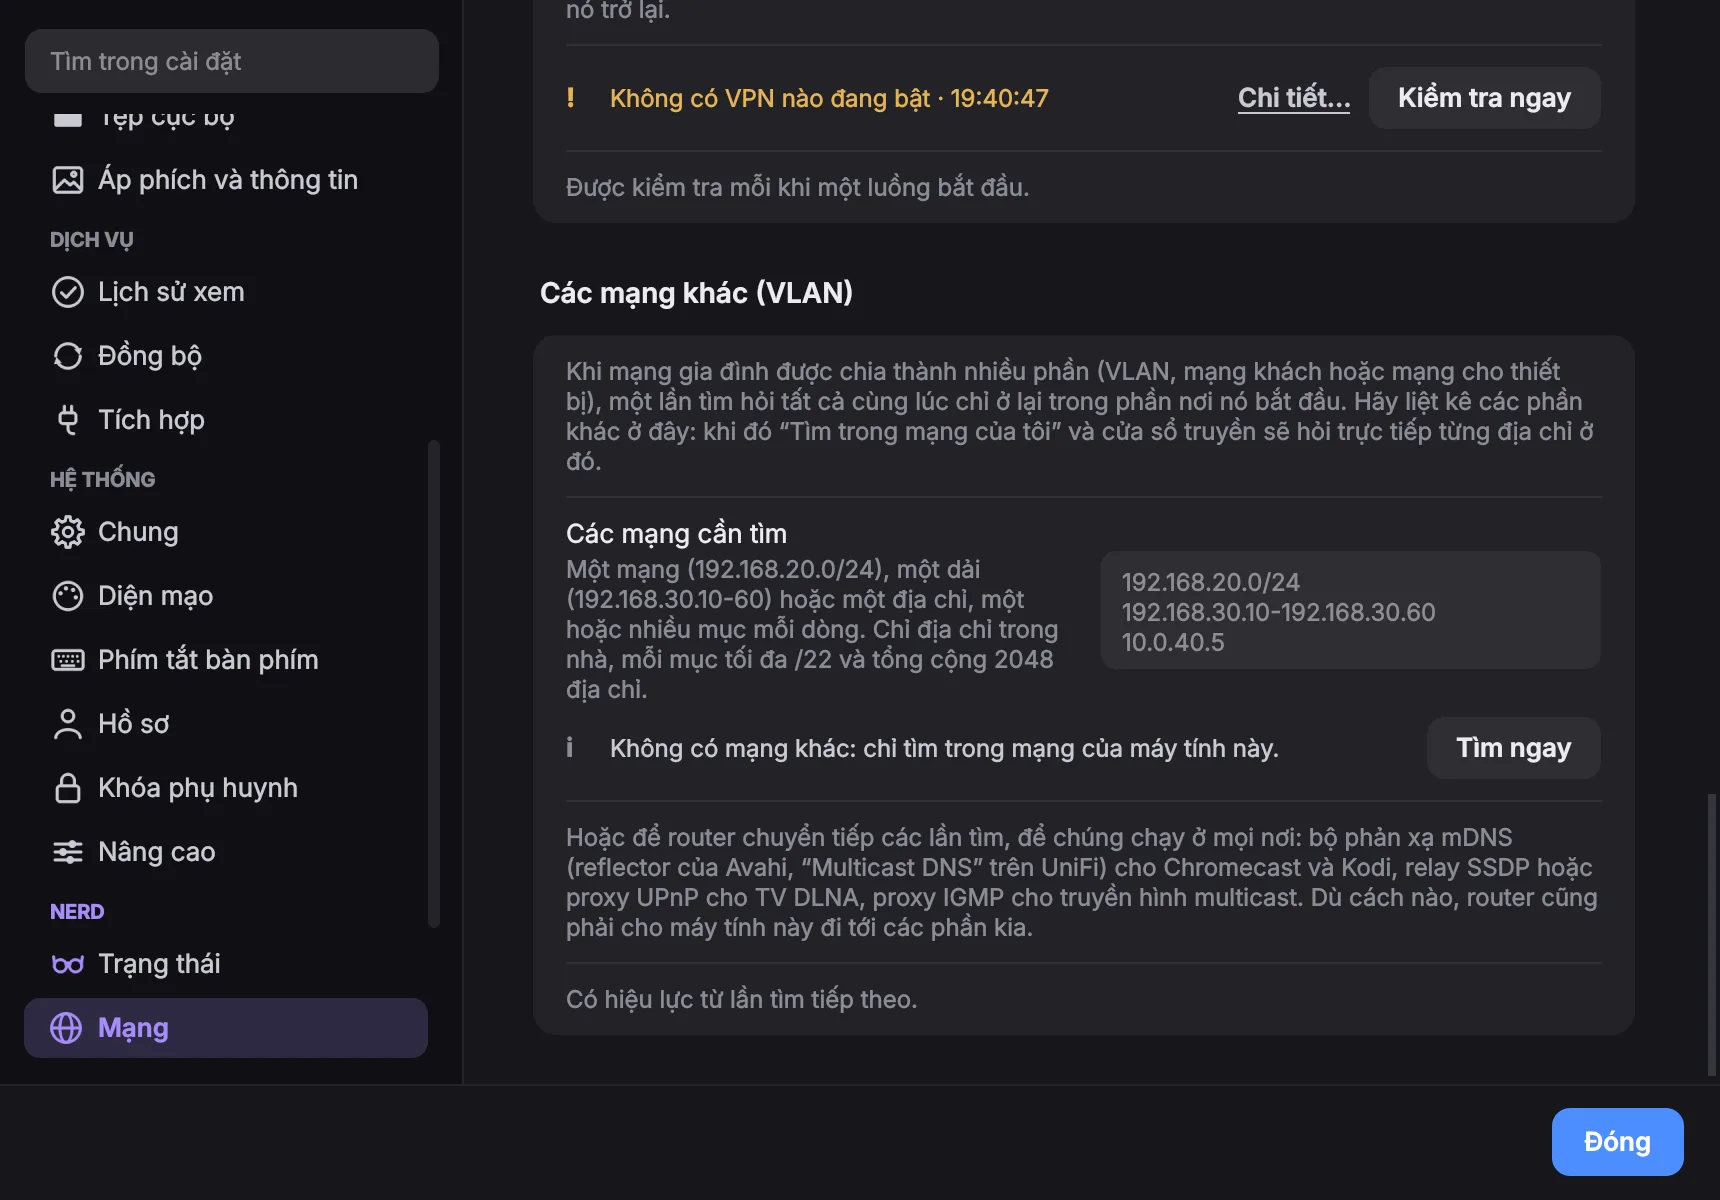 Tìm trong cài đặt
Tệp cục bộ
Áp phích và thông tin
DỊCH VỤ
Lịch sử xem
Đồng bộ
Tích hợp
HỆ THỐNG
Chung
Diện mạo
Phím tắt bàn phím
Hồ sơ
Khóa phụ huynh
Nâng cao
NERD
Trạng thái
Mạng
nó trở lại.
! Không có VPN nào đang bật · 19:40:47
Chi tiết...
Kiểm tra ngay
Được kiểm tra mỗi khi một luồng bắt đầu.
Các mạng khác (VLAN)
Khi mạng gia đình được chia thành nhiều phần (VLAN, mạng khách hoặc mạng cho thiết
bị), một lần tìm hỏi tất cả cùng lúc chỉ ở lại trong phần nơi nó bắt đầu. Hãy liệt kê các phần
khác ở đây: khi đó “Tìm trong mạng của tôi” và cửa sổ truyền sẽ hỏi trực tiếp từng địa chỉ ở
đó.
Các mạng cần tìm
Một mạng (192.168.20.0/24), một dải
(192.168.30.10-60) hoặc một địa chỉ, một
hoặc nhiều mục mỗi dòng. Chỉ địa chỉ trong
nhà, mỗi mục tối đa /22 và tổng cộng 2048
địa chỉ.
192.168.20.0/24
192.168.30.10-192.168.30.60
10.0.40.5
i Không có mạng khác: chỉ tìm trong mạng của máy tính này.
Tìm ngay
Hoặc để router chuyển tiếp các lần tìm, để chúng chạy ở mọi nơi: bộ phản xạ mDNS
(reflector của Avahi, “Multicast DNS” trên UniFi) cho Chromecast và Kodi, relay SSDP hoặc
proxy UPnP cho TV DLNA, proxy IGMP cho truyền hình multicast. Dù cách nào, router cũng
phải cho máy tính này đi tới các phần kia.
Có hiệu lực từ lần tìm tiếp theo.
Đóng